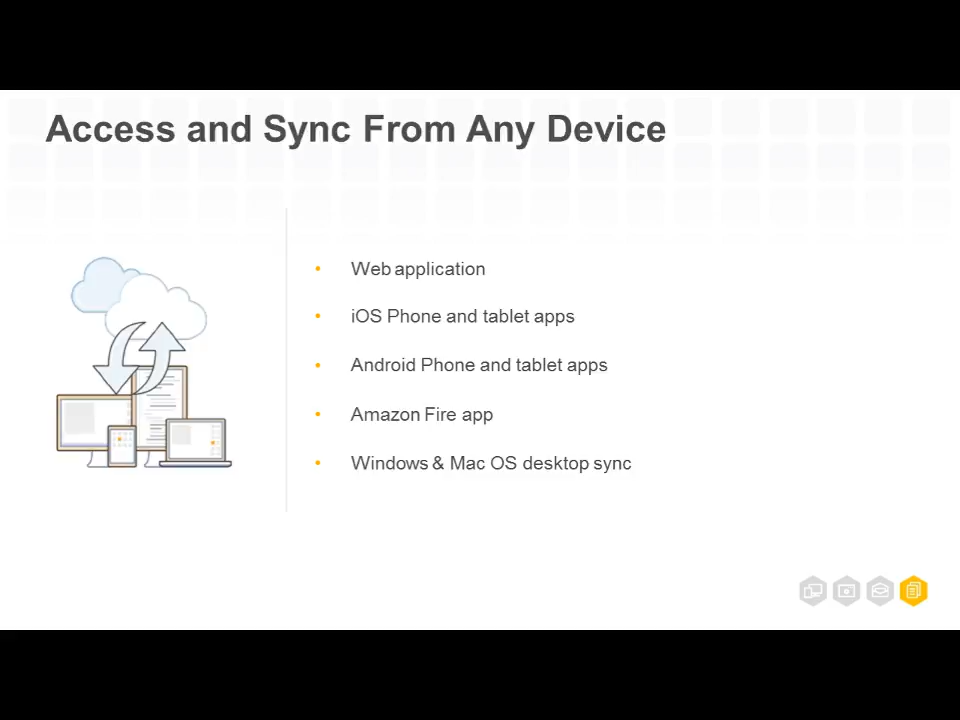 Access and Sync From Any Device
• Web application
• iOS Phone and tablet apps
• Android Phone and tablet apps
• Amazon Fire app
• Windows & Mac OS desktop sync